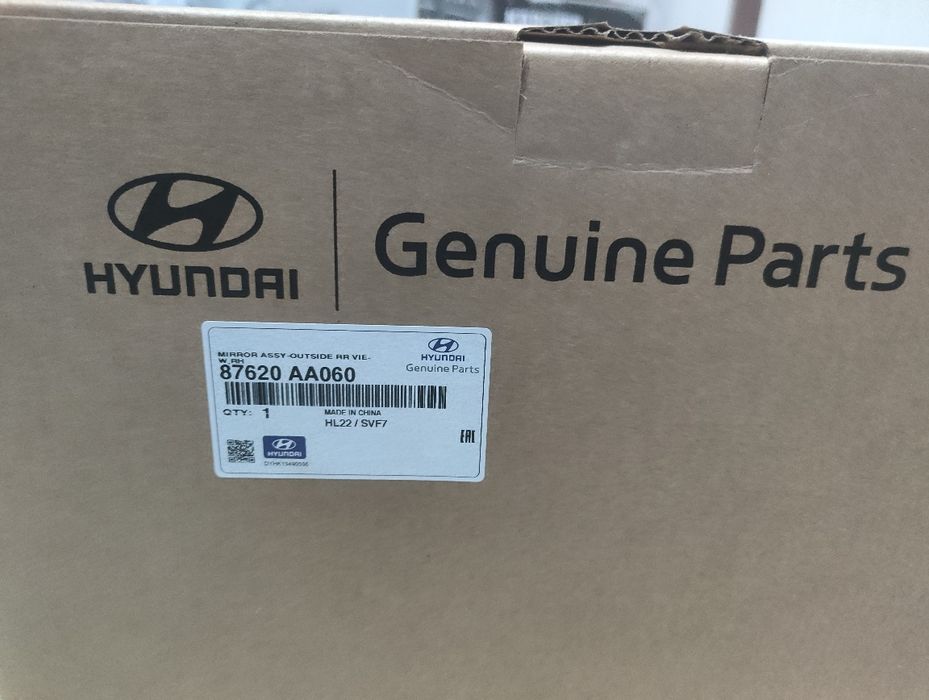 HYUNDAI
Genuine Parts
MIRROR ASSY-OUTSIDE RR VIE-
W,RH
87620 AA060
HYUNDAI
Genuine Parts
QTY: 1
MADE IN CHINA
HL22 / SVF7
EAC
HYUNDAI